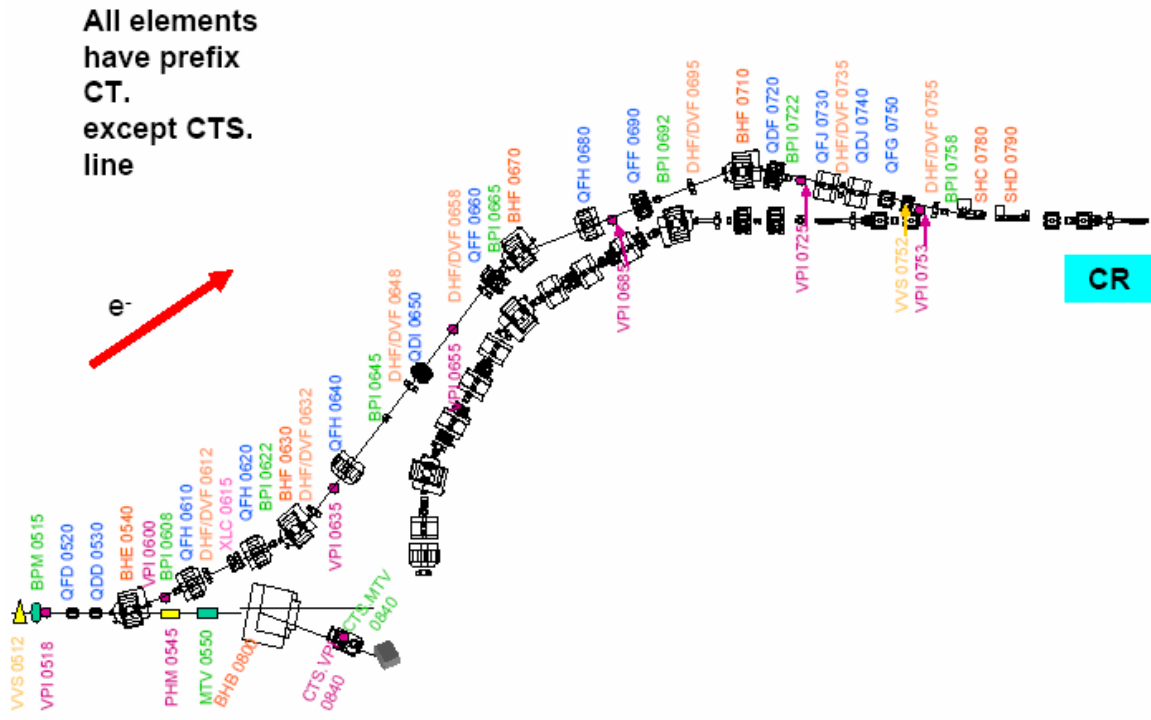 All elements
have prefix
CT.
except CTS.
line
e-
CR
VVS 0512
BPM 0515
VPI 0518
QFD 0520
QDD 0530
BHE 0540
VPI 0600
BPI 0608
PHM 0545
QFH 0610
DHF/DVF 0612
MTV 0550
XLC 0615
BHB 0800
QFH 0620
BPI 0622
BHF 0630
DHF/DVF 0632
CTS.MTV
0840
0840
VPI 0635
QFH 0640
BPI 0645
DHF/DVF 0648
QDI 0650
VPI 0655
DHF/DVF 0658
QFF 0660
BPI 0665
BHF 0670
QFH 0680
VPI 0685
QFF 0690
BPI 0692
DHF/DVF 0695
BHF 0710
QDF 0720
BPI 0722
VPI 0725
QFJ 0730
DHF/DVF 0735
QDJ 0740
QFG 0750
VVS 0752
VPI 0753
DHF/DVF 0755
BPI 0758
SHC 0780
SHD 0790